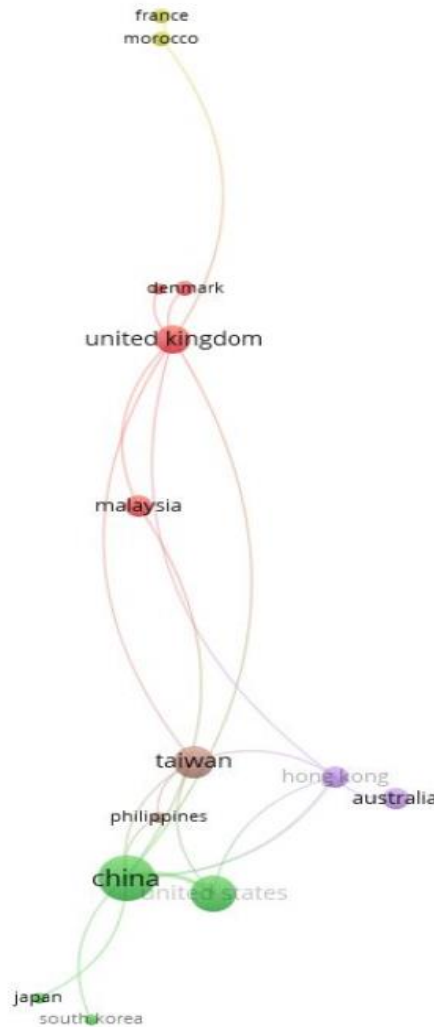 france
morocco
denmark
united kingdom
malaysia
taiwan
hong kong
australia
philippines
china
united states
japan
south korea